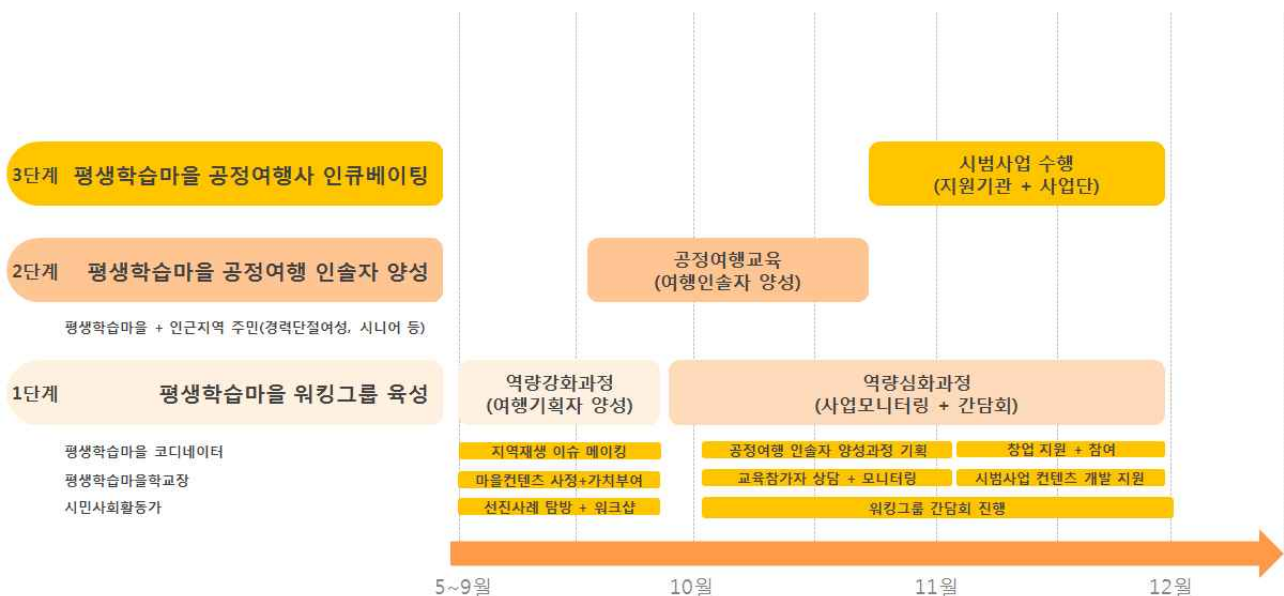 3단계 평생학습마을 공정여행사 인큐베이팅
시범사업 수행
(지원기관 + 사업단)
2단계 평생학습마을 공정여행 인솔자 양성
공정여행교육
(여행인솔자 양성)
평생학습마을 + 인근지역 주민(경력단절여성, 시니어 등)
1단계 평생학습마을 워킹그룹 육성
역량강화과정
(여행기획자 양성)
역량심화과정
(사업모니터링 + 간담회)
평생학습마을 코디네이터
지역재생 이슈 메이킹
공정여행 인솔자 양성과정 기획
창업 지원 + 참여
평생학습마을학교장
마을컨텐츠 사정+가치부여
교육참가자 상담 + 모니터링
시범사업 컨텐츠 개발 지원
시민사회활동가
선진사례 탐방 + 워크샵
워킹그룹 간담회 진행
5~9월 10월 11월 12월